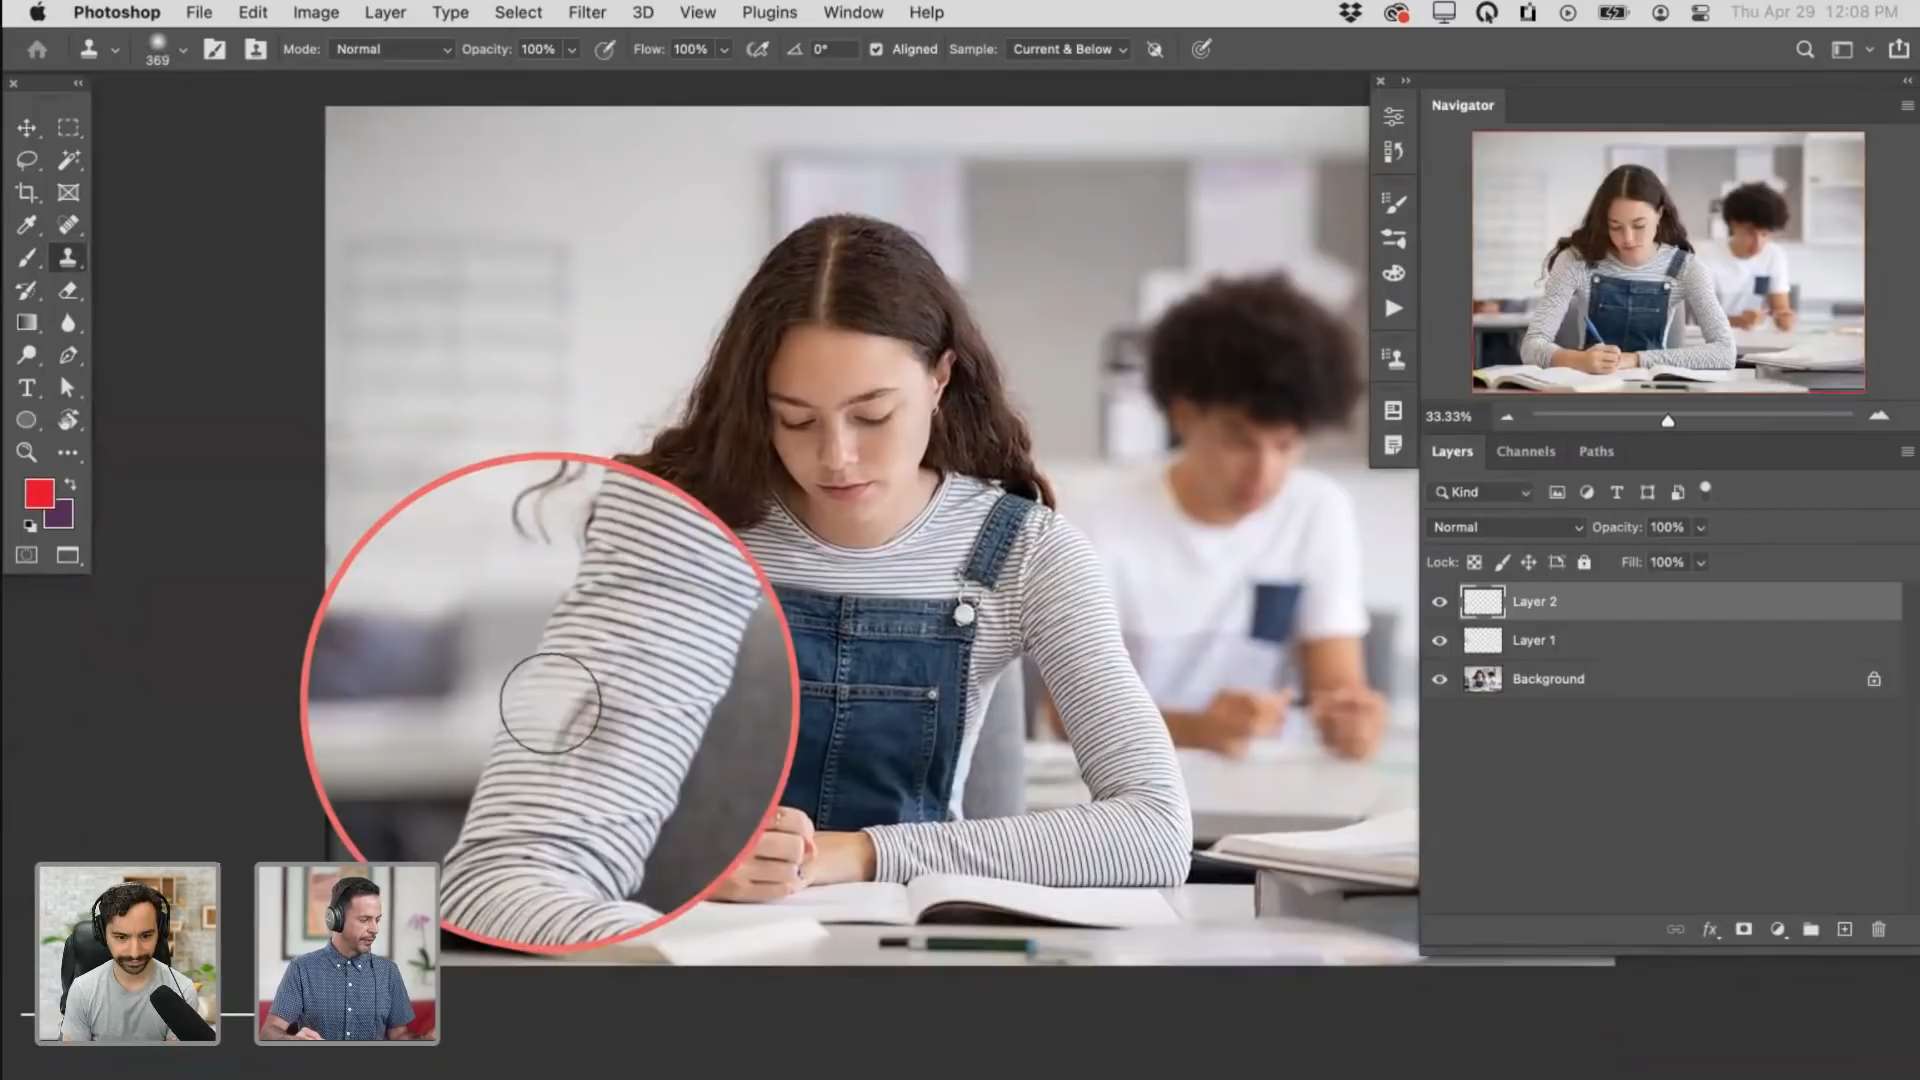 Photoshop File Edit Image Layer Type Select Filter 3D View Plugins Window Help Thu Apr 29 12:08 PM
369 Mode: Normal Opacity: 100% Flow: 100% 0° Aligned Sample: Current & Below
Navigator
33.33%
Layers Channels Paths
Kind
Normal Opacity: 100%
Lock: Fill: 100%
Layer 2
Layer 1
Background
fx